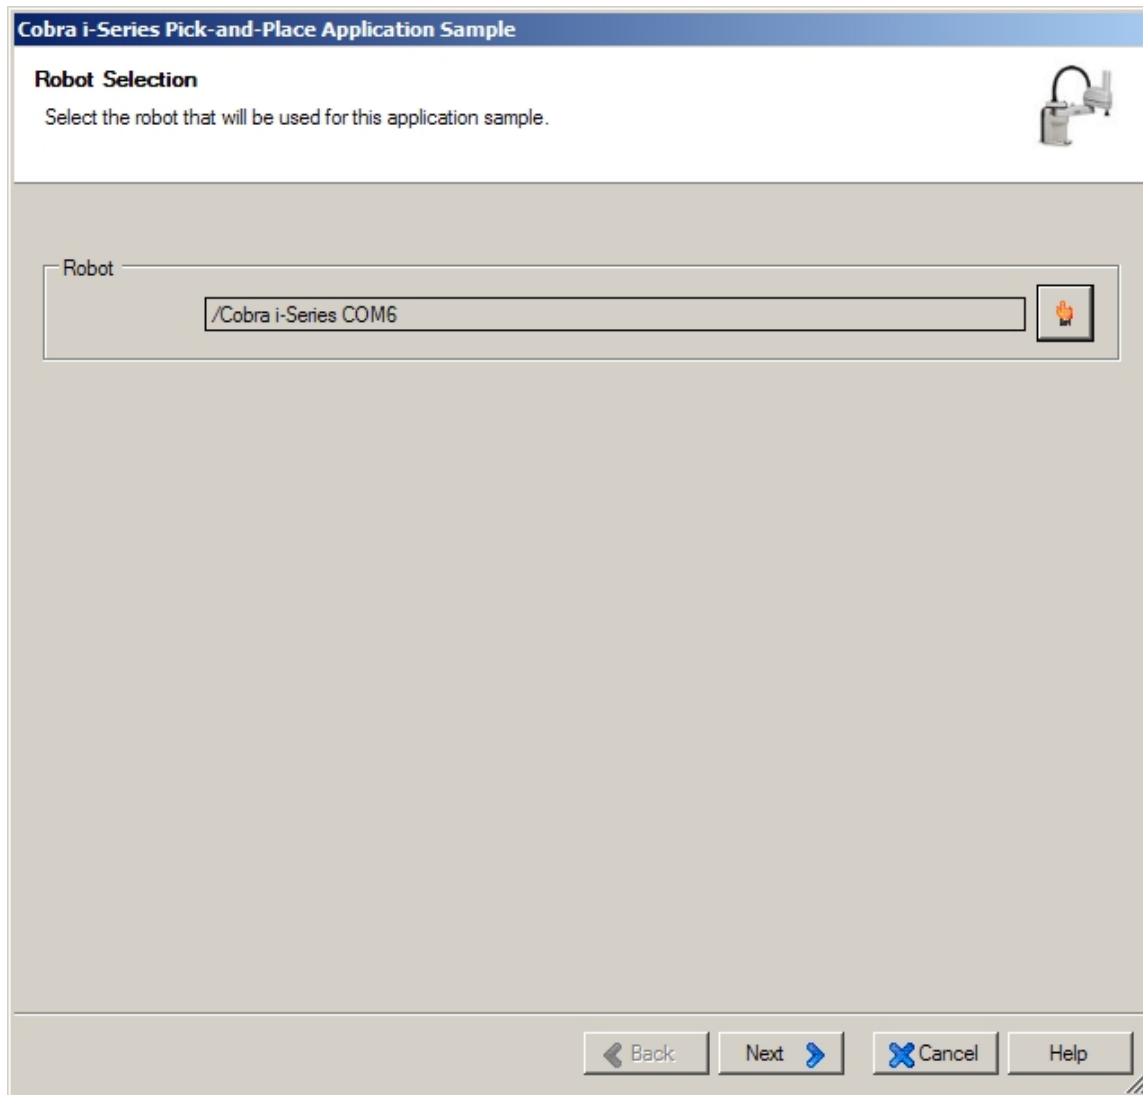 Cobra i-Series Pick-and-Place Application Sample
Robot Selection
Select the robot that will be used for this application sample.
Robot
/Cobra i-Series COM6
Back Next Cancel Help